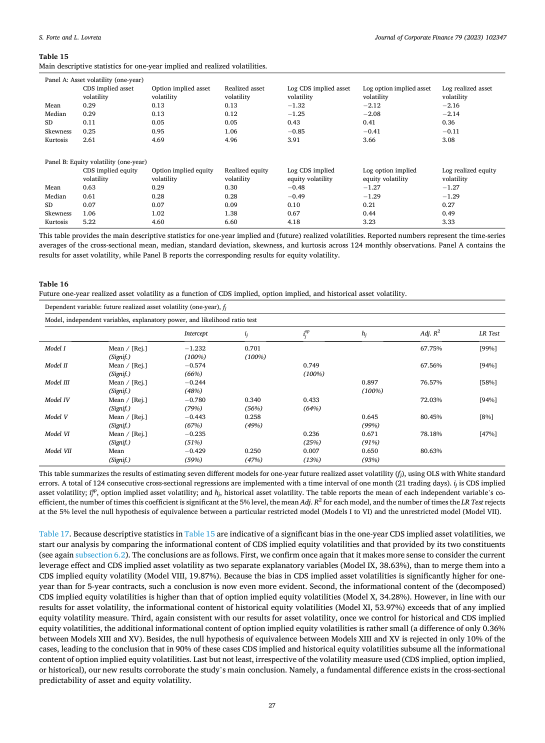 S. Forte and L. Lovreta
Journal of Corporate Finance 79 (2023) 102347
Table 15
Main descriptive statistics for one-year implied and realized volatilities.
Panel A: Asset volatility (one-year)
CDS implied asset volatility Option implied asset volatility Realized asset volatility Log CDS implied asset volatility Log option implied asset volatility Log realized asset volatility
Mean 0.29 0.13 0.13 −1.32 −2.12 −2.16
Median 0.29 0.13 0.12 −1.25 −2.08 −2.14
SD 0.11 0.05 0.05 0.43 0.41 0.36
Skewness 0.25 0.95 1.06 −0.85 −0.41 −0.11
Kurtosis 2.61 4.69 4.96 3.91 3.66 3.08
Panel B: Equity volatility (one-year)
CDS implied equity volatility Option implied equity volatility Realized equity volatility Log CDS implied equity volatility Log option implied equity volatility Log realized equity volatility
Mean 0.63 0.29 0.30 −0.48 −1.27 −1.27
Median 0.61 0.28 0.28 −0.49 −1.29 −1.29
SD 0.07 0.07 0.09 0.10 0.21 0.27
Skewness 1.06 1.02 1.38 0.67 0.44 0.49
Kurtosis 5.22 4.60 6.60 4.18 3.23 3.33
This table provides the main descriptive statistics for implied and (future) realized volatilities. Reported numbers represent the time-series
averages of the cross-sectional mean, median, standard deviation, skewness, and kurtosis across 124 monthly observations. Panel A contains the
results for asset volatility, while Panel B reports the corresponding results for equity volatility.
Table 16
Future one-year realized asset volatility as a function of CDS implied, option implied, and historical asset volatility.
Dependent variable: future realized asset volatility (one-year), fj
Model, independent variables, explanatory power, and likelihood ratio test
Intercept ij ijop hj Adj. R2 LR Test
Model I Mean / [Rej.] −1.232 0.701 67.75% [99%]
(Signif.) (100%) (100%)
Model II Mean / [Rej.] −0.574 0.749 67.56% [94%]
(Signif.) (66%) (100%)
Model III Mean / [Rej.] −0.244 0.897 76.57% [58%]
(Signif.) (48%) (100%)
Model IV Mean / [Rej.] −0.780 0.340 0.433 72.03% [94%]
(Signif.) (79%) (56%) (64%)
Model V Mean / [Rej.] −0.443 0.258 0.645 80.45% [8%]
(Signif.) (67%) (49%) (99%)
Model VI Mean / [Rej.] −0.235 0.236 0.671 78.18% [47%]
(Signif.) (51%) (25%) (91%)
Model VII Mean −0.429 0.250 0.007 0.650 80.63%
(Signif.) (59%) (47%) (13%) (93%)
This table summarizes the results of estimating seven different models for one-year future realized asset volatility (fj), using OLS with White standard
errors. A total of 124 consecutive cross-sectional regressions are implemented with a time interval of one month (21 trading days). ij is CDS implied
asset volatility; ijop, option implied asset volatility; and hj, historical asset volatility. The table reports the mean of each independent variable's co-
efficient, the number of times this coefficient is significant at the 5% level, the mean Adj. R2 for each model, and the number of times the LR Test rejects
at the 5% level the null hypothesis of equivalence between a particular restricted model (Models I to VI) and the unrestricted model (Model VII).
Table 17. Because descriptive statistics in Table 15 are indicative of a significant bias in the one-year CDS implied asset volatilities, we
start our analysis by comparing the informational content of CDS implied equity volatilities and that provided by its two constituents
(see again subsection 6.2). The conclusions are as follows. First, we confirm once again that it makes more sense to consider the current
leverage effect and CDS implied asset volatility as two separate explanatory variables (Model IX, 38.63%), than to merge them into a
CDS implied equity volatility (Model VIII, 19.87%). Because the bias in CDS implied asset volatilities is significantly higher for one-
year than for 5-year contracts, such a conclusion is now even more evident. Second, the informational content of the (decomposed)
CDS implied equity volatilities is higher than that of option implied equity volatilities (Model X, 34.28%). However, in line with our
results for asset volatility, the informational content of historical equity volatilities (Model XI, 53.97%) exceeds that of any implied
equity volatility measure. Third, again consistent with our results for asset volatility, once we control for historical and CDS implied
equity volatilities, the additional informational content of option implied equity volatilities is rather small (a difference of only 0.36%
between Models XIII and XV). Besides, the null hypothesis of equivalence between Models XIII and XV is rejected in only 10% of the
cases, leading to the conclusion that in 90% of these cases CDS implied and historical equity volatilities subsume all the informational
content of option implied equity volatilities. Last but not least, irrespective of the volatility measure used (CDS implied, option implied,
or historical), our new results corroborate the study's main conclusion. Namely, a fundamental difference exists in the cross-sectional
predictability of asset and equity volatility.
27